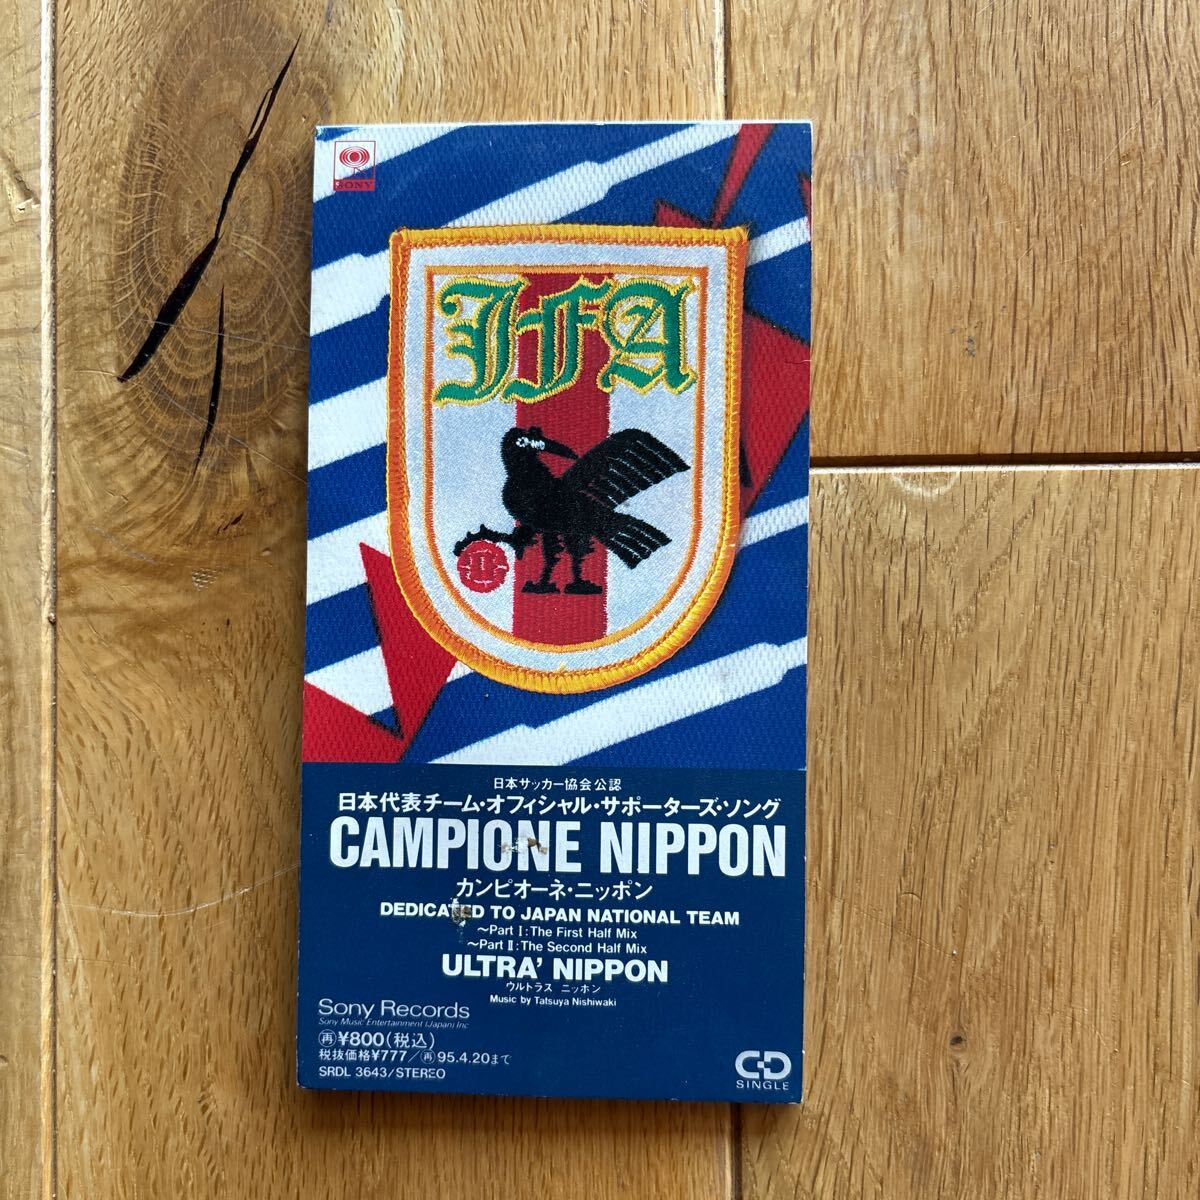 SONY
JFA
日本サッカー協会公認
日本代表チーム・オフィシャル・サポーターズ・ソング
CAMPIONE NIPPON
カンピオーネ・ニッポン
DEDICATED TO JAPAN NATIONAL TEAM
～Part Ⅰ: The First Half Mix
～Part Ⅱ: The Second Half Mix
ULTRA' NIPPON
ウルトラス ニッポン
Music by Tatsuya Nishiwaki
Sony Records
Sony Music Entertainment (Japan) Inc
㊢¥800(税込)
税抜価格¥777/㊢95.4.20まで
SRDL 3643/STEREO
CD
SINGLE